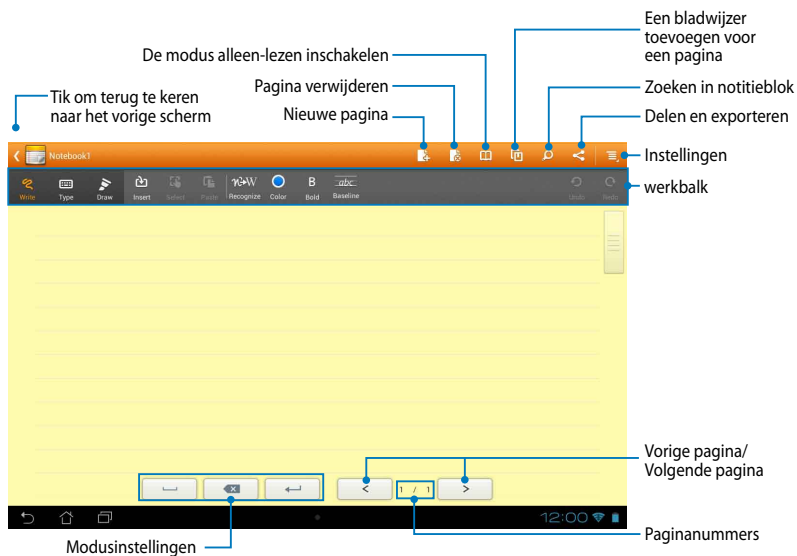 Een bladwijzer
toevoegen voor
een pagina
De modus alleen-lezen inschakelen
Pagina verwijderen
Zoeken in notitieblok
Tik om terug te keren
naar het vorige scherm
Nieuwe pagina
Delen en exporteren
Notebook1
Instellingen
werkbalk
Write Type Draw Insert Select Paste Recognize Color Bold Baseline Undo Redo
n²→W B abc
Vorige pagina/
Volgende pagina
< 1 / 1 >
12:00
Paginanummers
Modusinstellingen